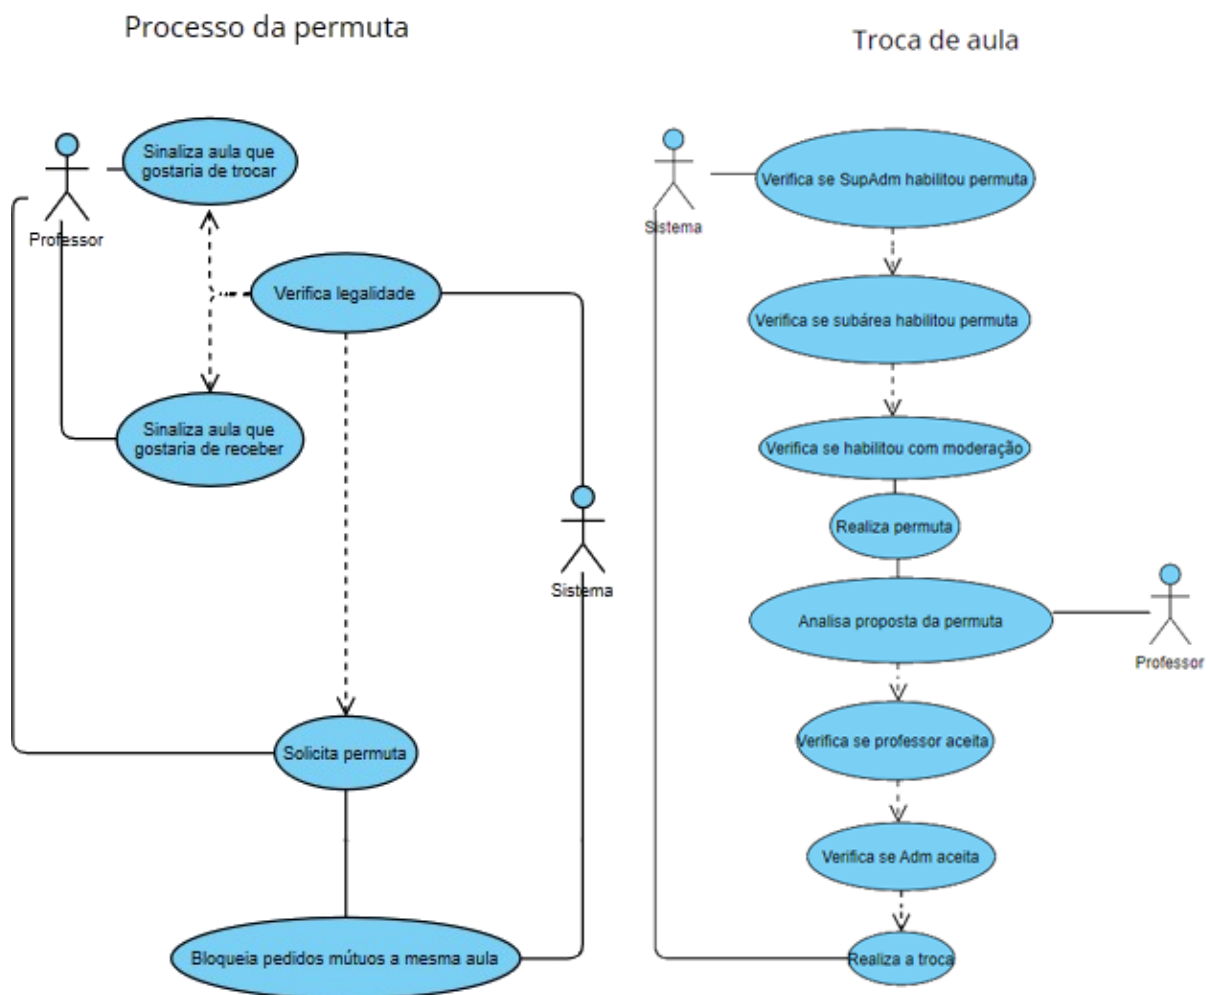 Processo da permuta
Sinaliza aula que
gostaria de trocar
Professor
Verifica legalidade
Sinaliza aula que
gostaria de receber
Sistema
Solicita permuta
Bloqueia pedidos mútuos a mesma aula
Troca de aula
Sistema
Verifica se SupAdm habilitou permuta
Verifica se subárea habilitou permuta
Verifica se habilitou com moderação
Realiza permuta
Analisa proposta da permuta
Professor
Verifica se professor aceita
Verifica se Adm aceita
Realiza a troca